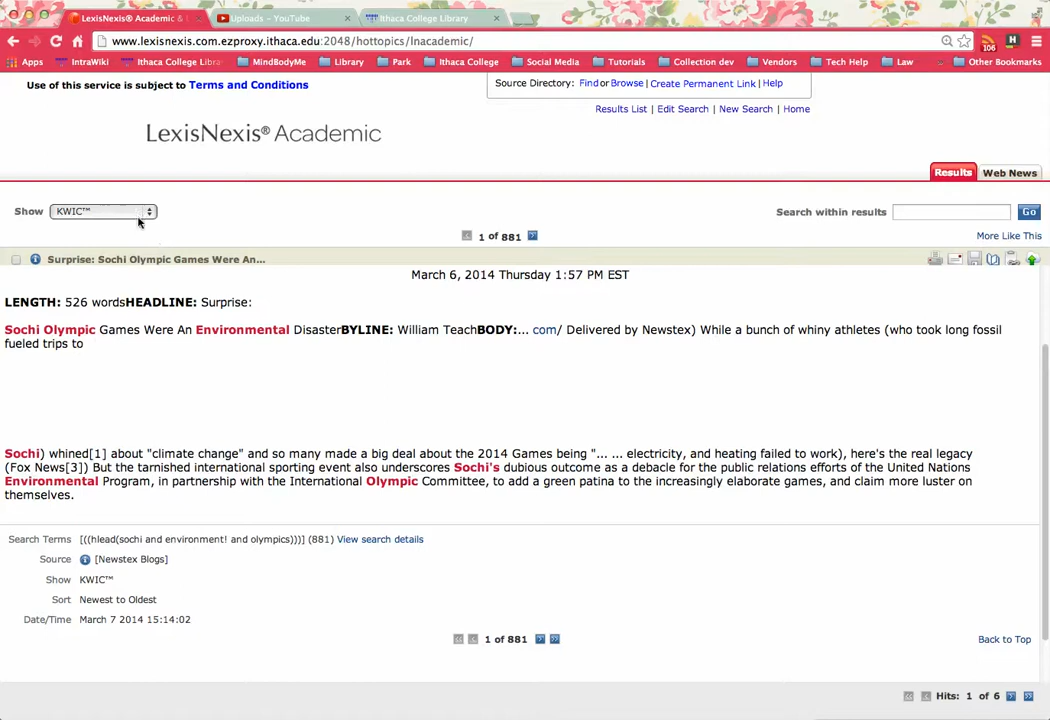 LexisNexis® Academic &
Uploads - YouTube
Ithaca College Library
www.lexisnexis.com.ezproxy.ithaca.edu:2048/hottopics/lnacademic/
106
H
Apps IntraWiki Ithaca College Libra MindBodyMe Library Park Ithaca College Social Media Tutorials Collection dev Vendors Tech Help Law » Other Bookmarks
Use of this service is subject to Terms and Conditions
Source Directory: Find or Browse | Create Permanent Link | Help
Results List | Edit Search | New Search | Home
LexisNexis® Academic
Results Web News
Show KWIC™
Search within results Go
1 of 881
More Like This
Surprise: Sochi Olympic Games Were An...
March 6, 2014 Thursday 1:57 PM EST
LENGTH: 526 wordsHEADLINE: Surprise:
Sochi Olympic Games Were An Environmental DisasterBYLINE: William TeachBODY:... com/ Delivered by Newstex) While a bunch of whiny athletes (who took long fossil
fueled trips to
Sochi) whined[1] about "climate change" and so many made a big deal about the 2014 Games being "... ... electricity, and heating failed to work), here's the real legacy
(Fox News[3]) But the tarnished international sporting event also underscores Sochi's dubious outcome as a debacle for the public relations efforts of the United Nations
Environmental Program, in partnership with the International Olympic Committee, to add a green patina to the increasingly elaborate games, and claim more luster on
themselves.
Search Terms [((hlead(sochi and environment! and olympics)))] (881) View search details
Source [Newstex Blogs]
Show KWIC™
Sort Newest to Oldest
Date/Time March 7 2014 15:14:02
1 of 881
Back to Top
Hits: 1 of 6